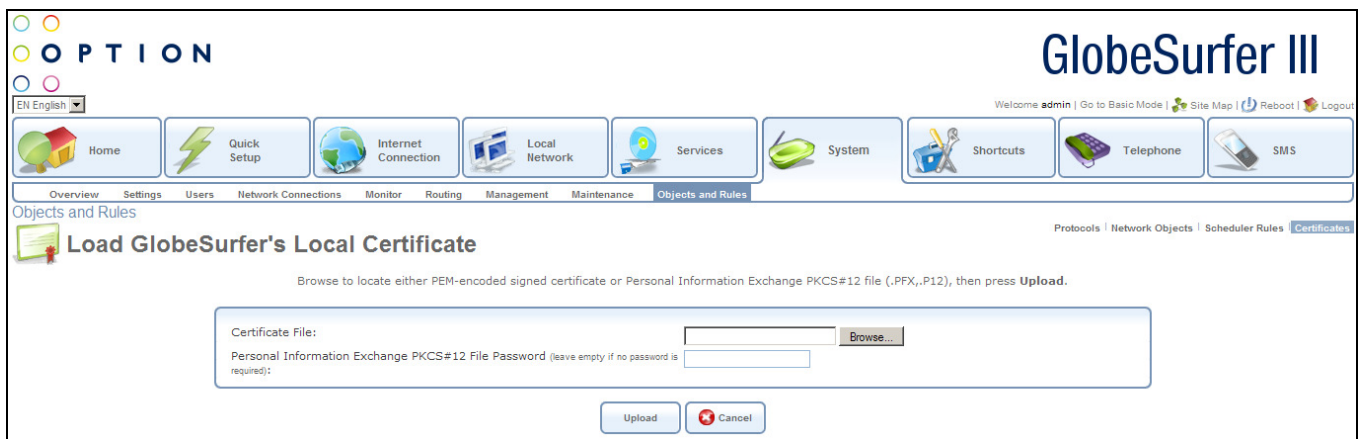 OPTION
GlobeSurfer III
EN English
Welcome admin | Go to Basic Mode | Site Map | Reboot | Logout
Home
Quick Setup
Internet Connection
Local Network
Services
System
Shortcuts
Telephone
SMS
Overview Settings Users Network Connections Monitor Routing Management Maintenance Objects and Rules
Objects and Rules
Protocols | Network Objects | Scheduler Rules | Certificates
Load GlobeSurfer's Local Certificate
Browse to locate either PEM-encoded signed certificate or Personal Information Exchange PKCS#12 file (.PFX,.P12), then press Upload.
Certificate File:
Browse...
Personal Information Exchange PKCS#12 File Password (leave empty if no password is
required):
Upload
Cancel